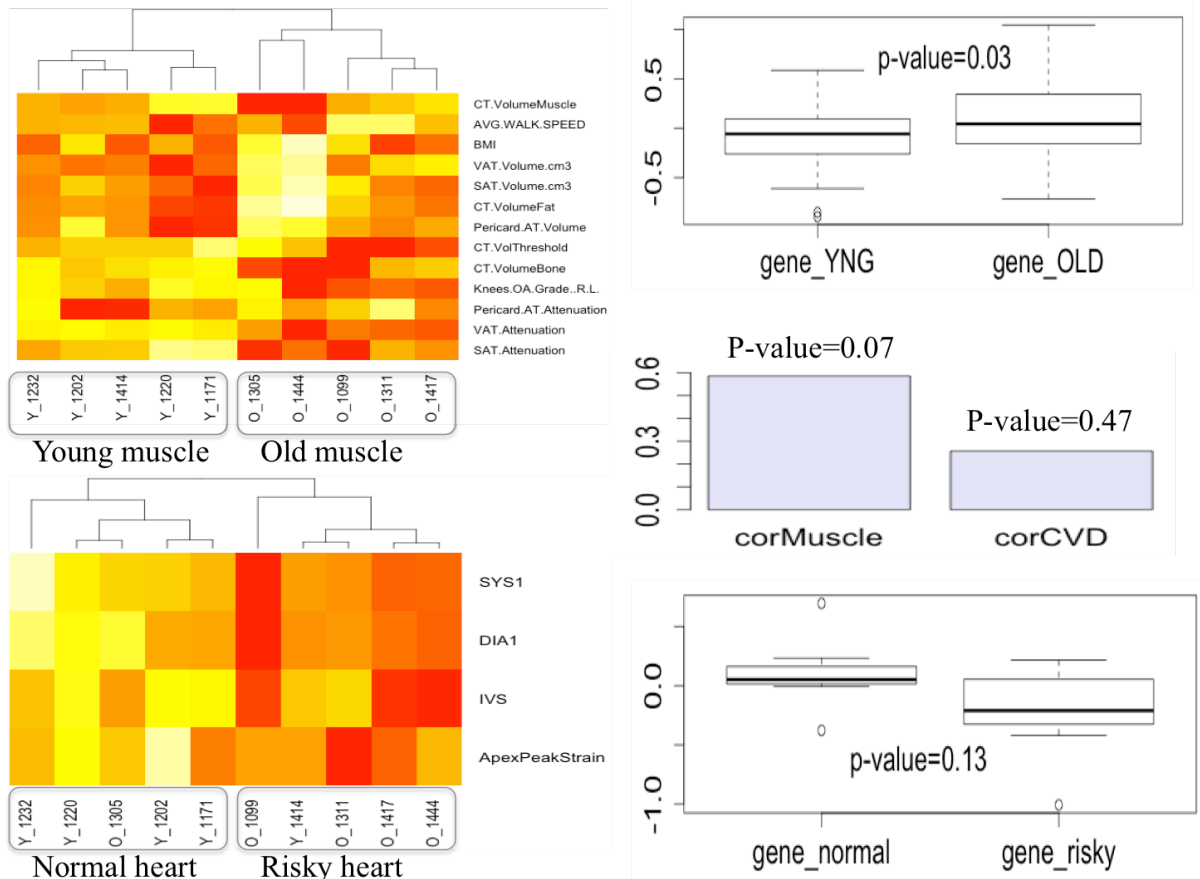 CT.VolumeMuscle
AVG.WALK.SPEED
BMI
VAT.Volume.cm3
SAT.Volume.cm3
CT.VolumeFat
Pericard.AT.Volume
CT.VolThreshold
CT.VolumeBone
Knees.OA.Grade..R.L.
Pericard.AT.Attenuation
VAT.Attenuation
SAT.Attenuation
Y_1232 Y_1202 Y_1414 Y_1220 Y_1171 O_1305 O_1444 O_1099 O_1311 O_1417
Young muscle Old muscle
SYS1
DIA1
IVS
ApexPeakStrain
Y_1232 Y_1220 O_1305 Y_1202 Y_1171 O_1099 Y_1414 O_1311 O_1417 O_1444
Normal heart Risky heart
p-value=0.03
0.5
-0.5
gene_YNG gene_OLD
P-value=0.07
P-value=0.47
0.6
0.3
0.0
corMuscle corCVD
0.0
-1.0
p-value=0.13
gene_normal gene_risky